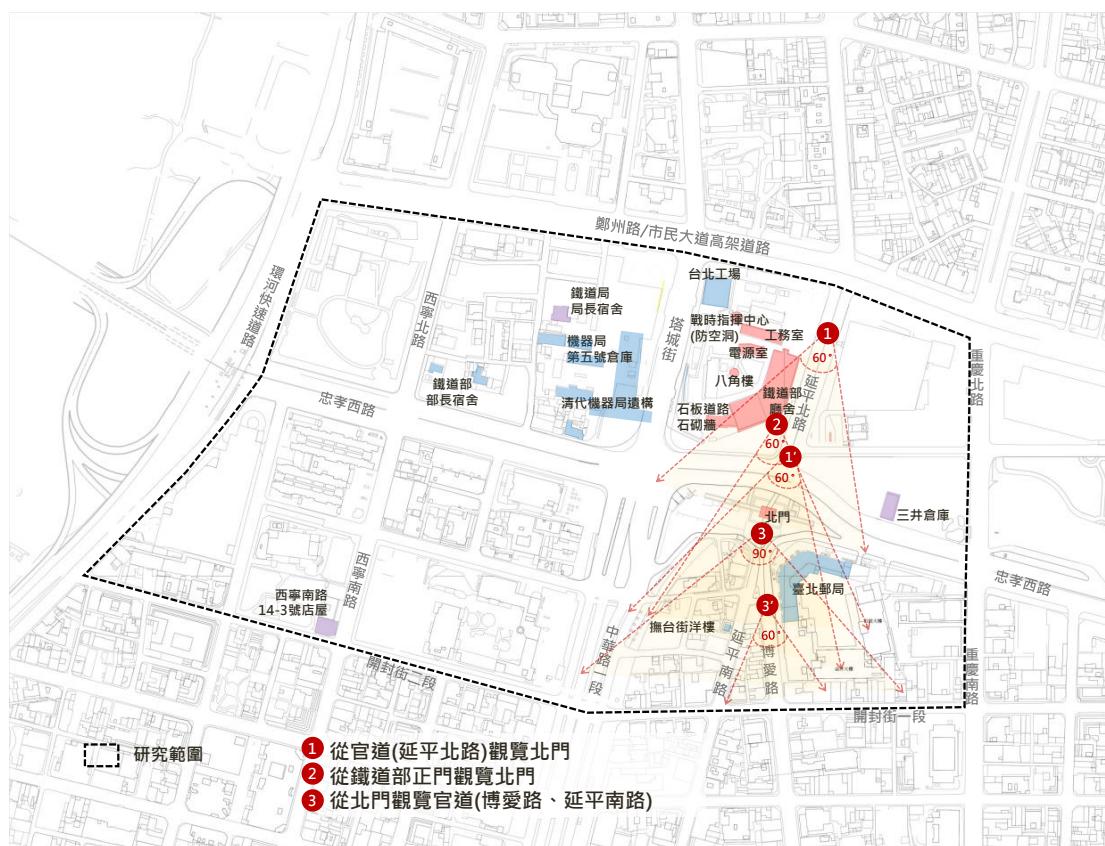 鄭州路/市民大道高架道路
環河快速道路
西寧北路
鐵道局
局長宿舍
台北工場
塔城街
戰時指揮中心
(防空洞)
工務室
1
60°
機器局
第五號倉庫
電源室
延平北路
重慶北路
八角樓
鐵道部
部長宿舍
忠孝西路
清代機器局遺構
石板道路
石砌牆
鐵道部
廳舍
2
60°
1’
60°
三井倉庫
北門
3
90°
忠孝西路
臺北郵局
西寧南路
西寧南路
14-3號店屋
3’
60°
撫台街洋樓
中華路一段
延平南路
博愛路
重慶南路
開封街二段
開封街一段
研究範圍
1 從官道(延平北路)觀覽北門
2 從鐵道部正門觀覽北門
3 從北門觀覽官道(博愛路、延平南路)